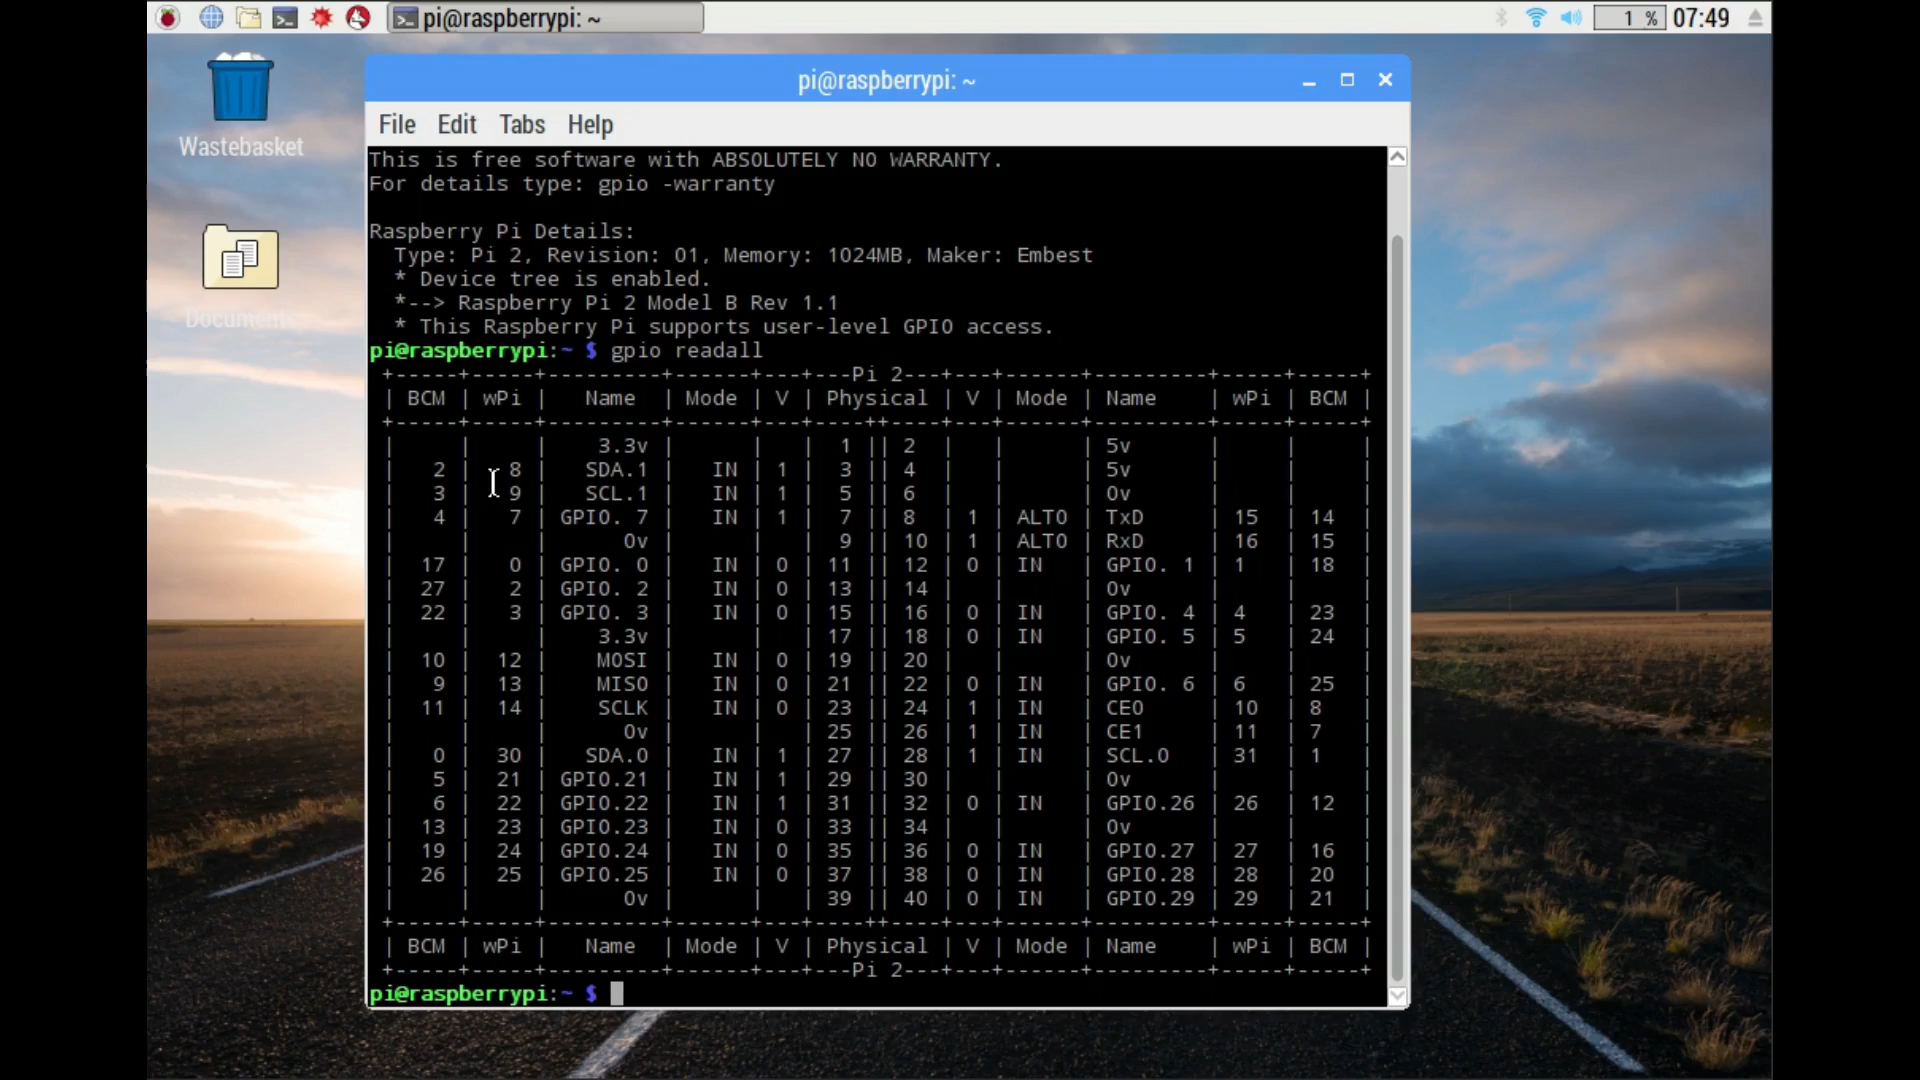 pi@raspberrypi: ~
1 %
07:49
Wastebasket
Documents
pi@raspberrypi: ~
File Edit Tabs Help
This is free software with ABSOLUTELY NO WARRANTY.
For details type: gpio -warranty
Raspberry Pi Details:
  Type: Pi 2, Revision: 01, Memory: 1024MB, Maker: Embest
  * Device tree is enabled.
  *--> Raspberry Pi 2 Model B Rev 1.1
  * This Raspberry Pi supports user-level GPIO access.
pi@raspberrypi:~ $ gpio readall
 +-----+-----+---------+------+---+---Pi 2---+---+------+---------+-----+-----+
 | BCM | wPi |   Name  | Mode | V | Physical | V | Mode | Name    | wPi | BCM |
 +-----+-----+---------+------+---+----++----+---+------+---------+-----+-----+
 |     |     |    3.3v |      |   |  1 || 2  |   |      | 5v      |     |     |
 |   2 |   8 |   SDA.1 |   IN | 1 |  3 || 4  |   |      | 5v      |     |     |
 |   3 |   9 |   SCL.1 |   IN | 1 |  5 || 6  |   |      | 0v      |     |     |
 |   4 |   7 | GPIO. 7 |   IN | 1 |  7 || 8  | 1 | ALT0 | TxD     | 15  | 14  |
 |     |     |      0v |      |   |  9 || 10 | 1 | ALT0 | RxD     | 16  | 15  |
 |  17 |   0 | GPIO. 0 |   IN | 0 | 11 || 12 | 0 | IN   | GPIO. 1 | 1   | 18  |
 |  27 |   2 | GPIO. 2 |   IN | 0 | 13 || 14 |   |      | 0v      |     |     |
 |  22 |   3 | GPIO. 3 |   IN | 0 | 15 || 16 | 0 | IN   | GPIO. 4 | 4   | 23  |
 |     |     |    3.3v |      |   | 17 || 18 | 0 | IN   | GPIO. 5 | 5   | 24  |
 |  10 |  12 |    MOSI |   IN | 0 | 19 || 20 |   |      | 0v      |     |     |
 |   9 |  13 |    MISO |   IN | 0 | 21 || 22 | 0 | IN   | GPIO. 6 | 6   | 25  |
 |  11 |  14 |    SCLK |   IN | 0 | 23 || 24 | 1 | IN   | CE0     | 10  | 8   |
 |     |     |      0v |      |   | 25 || 26 | 1 | IN   | CE1     | 11  | 7   |
 |   0 |  30 |   SDA.0 |   IN | 1 | 27 || 28 | 1 | IN   | SCL.0   | 31  | 1   |
 |   5 |  21 | GPIO.21 |   IN | 1 | 29 || 30 |   |      | 0v      |     |     |
 |   6 |  22 | GPIO.22 |   IN | 1 | 31 || 32 | 0 | IN   | GPIO.26 | 26  | 12  |
 |  13 |  23 | GPIO.23 |   IN | 0 | 33 || 34 |   |      | 0v      |     |     |
 |  19 |  24 | GPIO.24 |   IN | 0 | 35 || 36 | 0 | IN   | GPIO.27 | 27  | 16  |
 |  26 |  25 | GPIO.25 |   IN | 0 | 37 || 38 | 0 | IN   | GPIO.28 | 28  | 20  |
 |     |     |      0v |      |   | 39 || 40 | 0 | IN   | GPIO.29 | 29  | 21  |
 +-----+-----+---------+------+---+----++----+---+------+---------+-----+-----+
 | BCM | wPi |   Name  | Mode | V | Physical | V | Mode | Name    | wPi | BCM |
 +-----+-----+---------+------+---+---Pi 2---+---+------+---------+-----+-----+
pi@raspberrypi:~ $